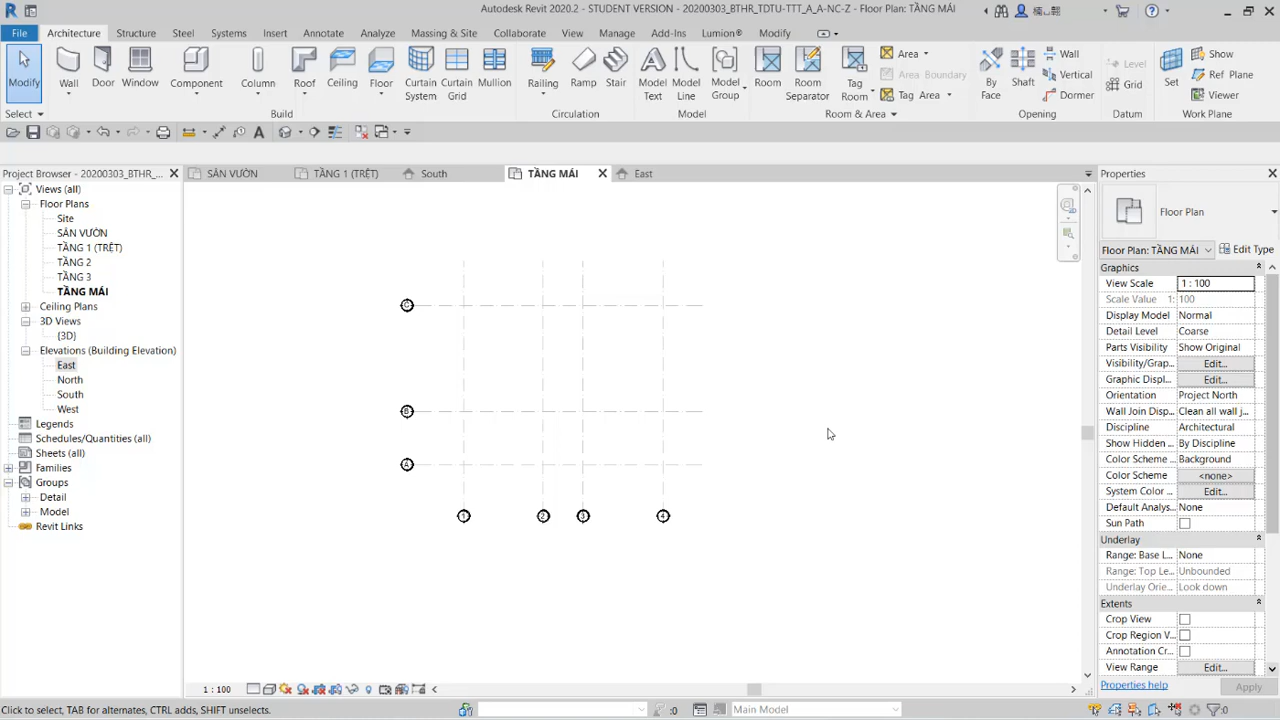 Autodesk Revit 2020.2 - STUDENT VERSION - 20200303_BTHR_TDTU-TTT_A_A-NC-Z - Floor Plan: TẦNG MÁI
File Architecture Structure Steel Systems Insert Annotate Analyze Massing & Site Collaborate View Manage Add-Ins Lumion® Modify
Modify Wall Door Window Component Column Roof Ceiling Floor Curtain System Curtain Grid Mullion Railing Ramp Stair Model Text Model Line Model Group Room Room Separator Tag Room By Face Shaft Set
Area Wall Level Show
Area Boundary Vertical Grid Ref Plane
Tag Area Dormer Viewer
Select Build Circulation Model Room & Area Opening Datum Work Plane
Project Browser - 20200303_BTHR_...
SÂN VƯỜN TẦNG 1 (TRỆT) South TẦNG MÁI East
Views (all)
Floor Plans
Site
SÂN VƯỜN
TẦNG 1 (TRỆT)
TẦNG 2
TẦNG 3
TẦNG MÁI
Ceiling Plans
3D Views
{3D}
Elevations (Building Elevation)
East
North
South
West
Legends
Schedules/Quantities (all)
Sheets (all)
Families
Groups
Detail
Model
Revit Links
C
B
A
1 2 3 4
Properties
Floor Plan
Floor Plan: TẦNG MÁI Edit Type
Graphics
View Scale 1 : 100
Scale Value 1: 100
Display Model Normal
Detail Level Coarse
Parts Visibility Show Original
Visibility/Grap... Edit...
Graphic Displ... Edit...
Orientation Project North
Wall Join Disp... Clean all wall j...
Discipline Architectural
Show Hidden ... By Discipline
Color Scheme ... Background
Color Scheme <none>
System Color ... Edit...
Default Analys... None
Sun Path
Underlay
Range: Base L... None
Range: Top Le... Unbounded
Underlay Orie... Look down
Extents
Crop View
Crop Region V...
Annotation Cr...
View Range Edit...
Properties help Apply
1 : 100
Click to select, TAB for alternates, CTRL adds, SHIFT unselects. :0 Main Model :0